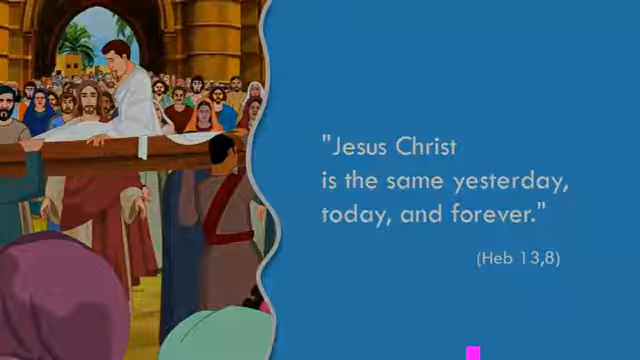 "Jesus Christ
is the same yesterday,
today, and forever."
(Heb 13,8)